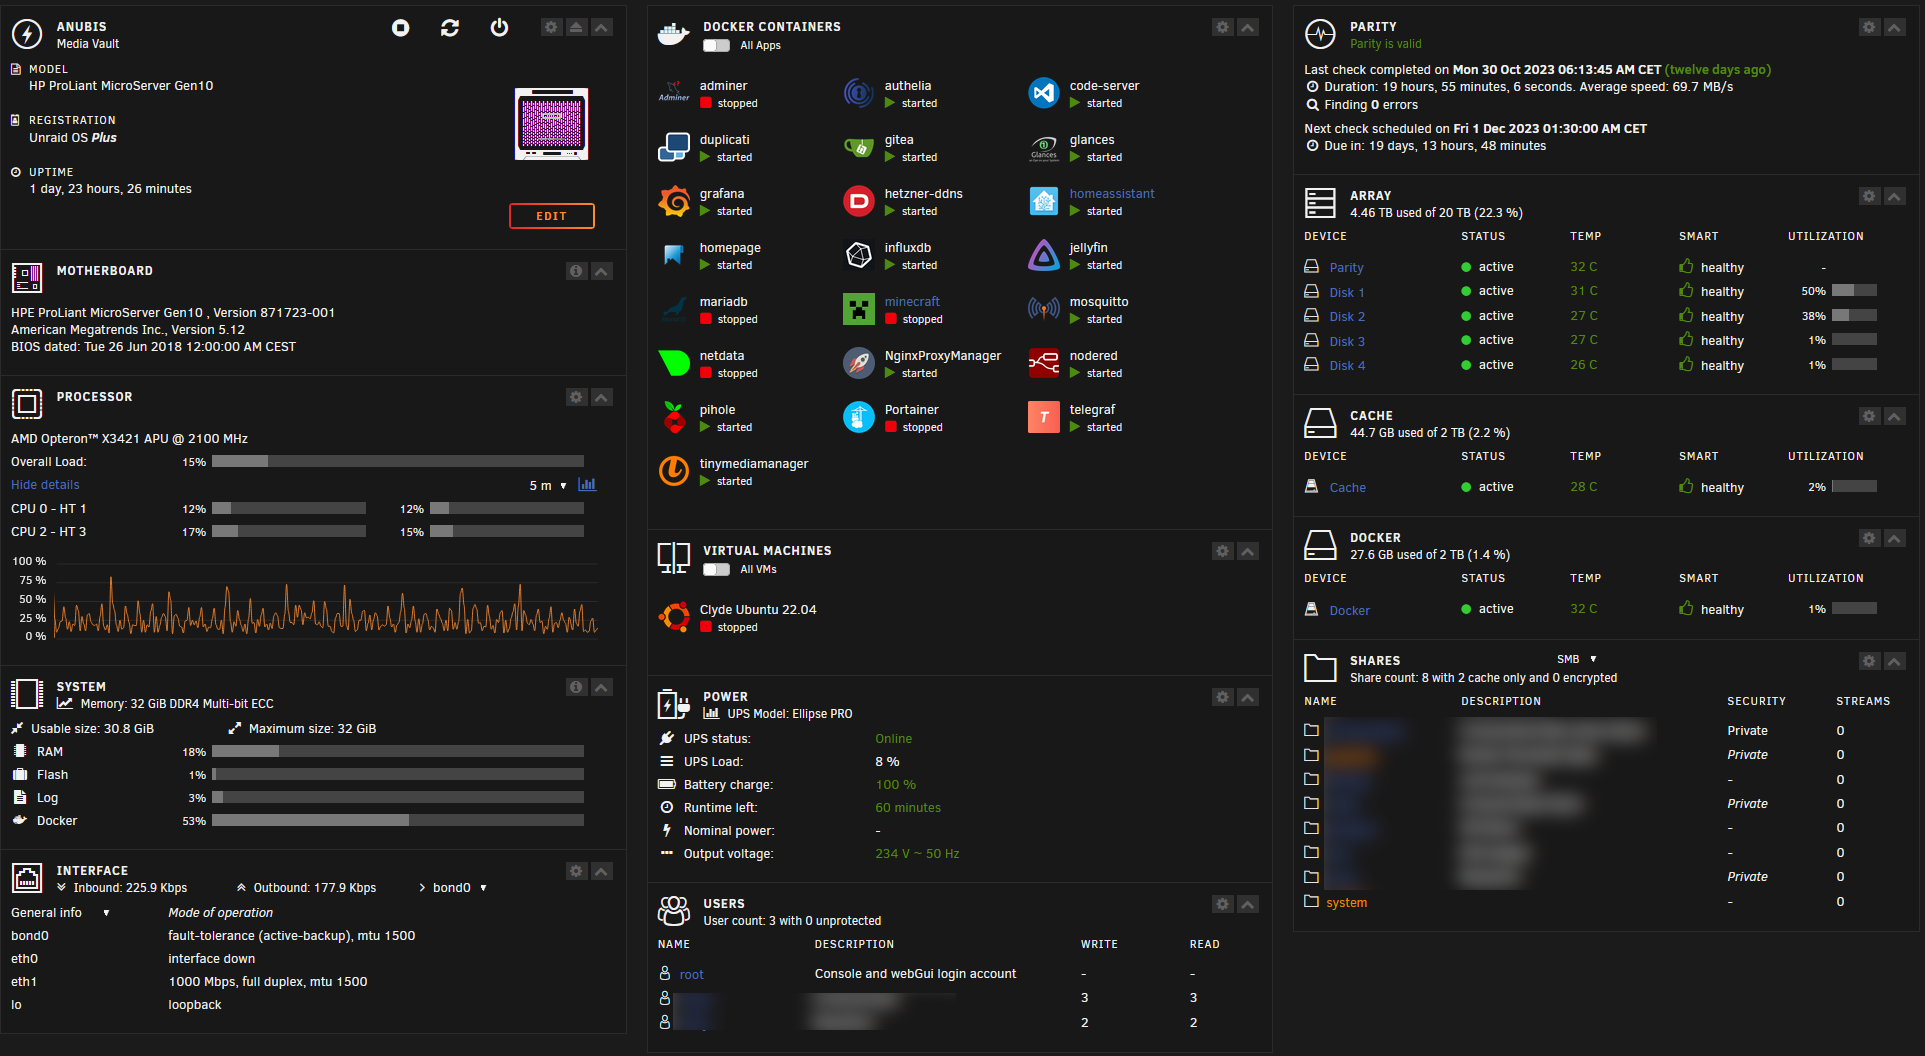 ANUBIS
Media Vault
MODEL
HP ProLiant MicroServer Gen10
REGISTRATION
Unraid OS Plus
UPTIME
1 day, 23 hours, 26 minutes
EDIT
MOTHERBOARD
HPE ProLiant MicroServer Gen10 , Version 871723-001
American Megatrends Inc., Version 5.12
BIOS dated: Tue 26 Jun 2018 12:00:00 AM CEST
PROCESSOR
AMD Opteron™ X3421 APU @ 2100 MHz
Overall Load: 15%
Hide details 5 m
CPU 0 - HT 1 12% 12%
CPU 2 - HT 3 17% 15%
100 %
75 %
50 %
25 %
0 %
SYSTEM
Memory: 32 GiB DDR4 Multi-bit ECC
Usable size: 30.8 GiB Maximum size: 32 GiB
RAM 18%
Flash 1%
Log 3%
Docker 53%
INTERFACE
Inbound: 225.9 Kbps Outbound: 177.9 Kbps bond0
General info Mode of operation
bond0 fault-tolerance (active-backup), mtu 1500
eth0 interface down
eth1 1000 Mbps, full duplex, mtu 1500
lo loopback
DOCKER CONTAINERS
All Apps
Adminer
adminer authelia code-server
stopped started started
duplicati gitea glances
Glances
started started started
grafana hetzner-ddns homeassistant
started started started
homepage influxdb jellyfin
started started started
mariadb minecraft mosquitto
stopped stopped started
netdata NginxProxyManager nodered
stopped started started
pihole Portainer T telegraf
started stopped started
tinymediamanager
started
VIRTUAL MACHINES
All VMs
Clyde Ubuntu 22.04
stopped
POWER
UPS Model: Ellipse PRO
UPS status: Online
UPS Load: 8 %
Battery charge: 100 %
Runtime left: 60 minutes
Nominal power: -
Output voltage: 234 V ~ 50 Hz
USERS
User count: 3 with 0 unprotected
NAME DESCRIPTION WRITE READ
root Console and webGui login account - -
3 3
2 2
PARITY
Parity is valid
Last check completed on Mon 30 Oct 2023 06:13:45 AM CET (twelve days ago)
Duration: 19 hours, 55 minutes, 6 seconds. Average speed: 69.7 MB/s
Finding 0 errors
Next check scheduled on Fri 1 Dec 2023 01:30:00 AM CET
Due in: 19 days, 13 hours, 48 minutes
ARRAY
4.46 TB used of 20 TB (22.3 %)
DEVICE STATUS TEMP SMART UTILIZATION
Parity active 32 C healthy -
Disk 1 active 31 C healthy 50%
Disk 2 active 27 C healthy 38%
Disk 3 active 27 C healthy 1%
Disk 4 active 26 C healthy 1%
CACHE
44.7 GB used of 2 TB (2.2 %)
DEVICE STATUS TEMP SMART UTILIZATION
Cache active 28 C healthy 2%
DOCKER
27.6 GB used of 2 TB (1.4 %)
DEVICE STATUS TEMP SMART UTILIZATION
Docker active 32 C healthy 1%
SHARES SMB
Share count: 8 with 2 cache only and 0 encrypted
NAME DESCRIPTION SECURITY STREAMS
Private 0
Private 0
- 0
Private 0
- 0
- 0
Private 0
system - 0